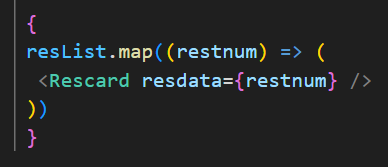 {
resList.map((restnum) => (
<Rescard resdata={restnum} />
))
}